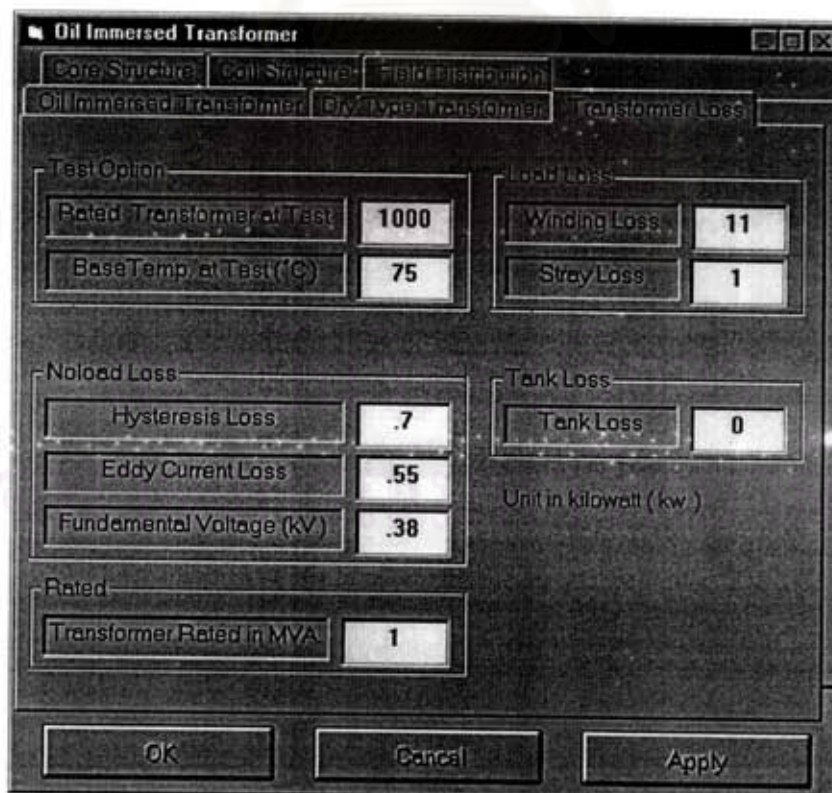 Oil Immersed Transformer
Core Structure Coil Structure Field Distribution
Oil Immersed Transformer Dry Type Transformer Transformer Loss
Test Option
Rated Transformer at Test 1000
Base Temp. at Test (°C) 75
Load Loss
Winding Loss 11
Stray Loss 1
Noload Loss
Hysteresis Loss .7
Eddy Current Loss .55
Fundamental Voltage (kV) .38
Tank Loss
Tank Loss 0
Unit in kilowatt ( kw. )
Rated
Transformer Rated in MVA. 1
OK Cancel Apply